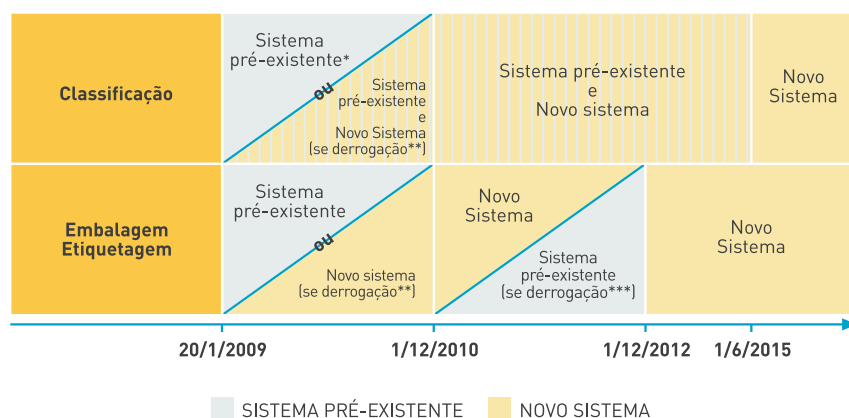 Classificação
Sistema
pré-existente*
ou
Sistema
pré-existente
e
Novo Sistema
(se derrogação**)
Sistema pré-existente
e
Novo sistema
Novo
Sistema
Embalagem
Etiquetagem
Sistema
pré-existente
ou
Novo sistema
(se derrogação**)
Novo
Sistema
Sistema
pré-existente
(se derrogação***)
Novo
Sistema
20/1/2009
1/12/2010
1/12/2012
1/6/2015
SISTEMA PRÉ-EXISTENTE
NOVO SISTEMA